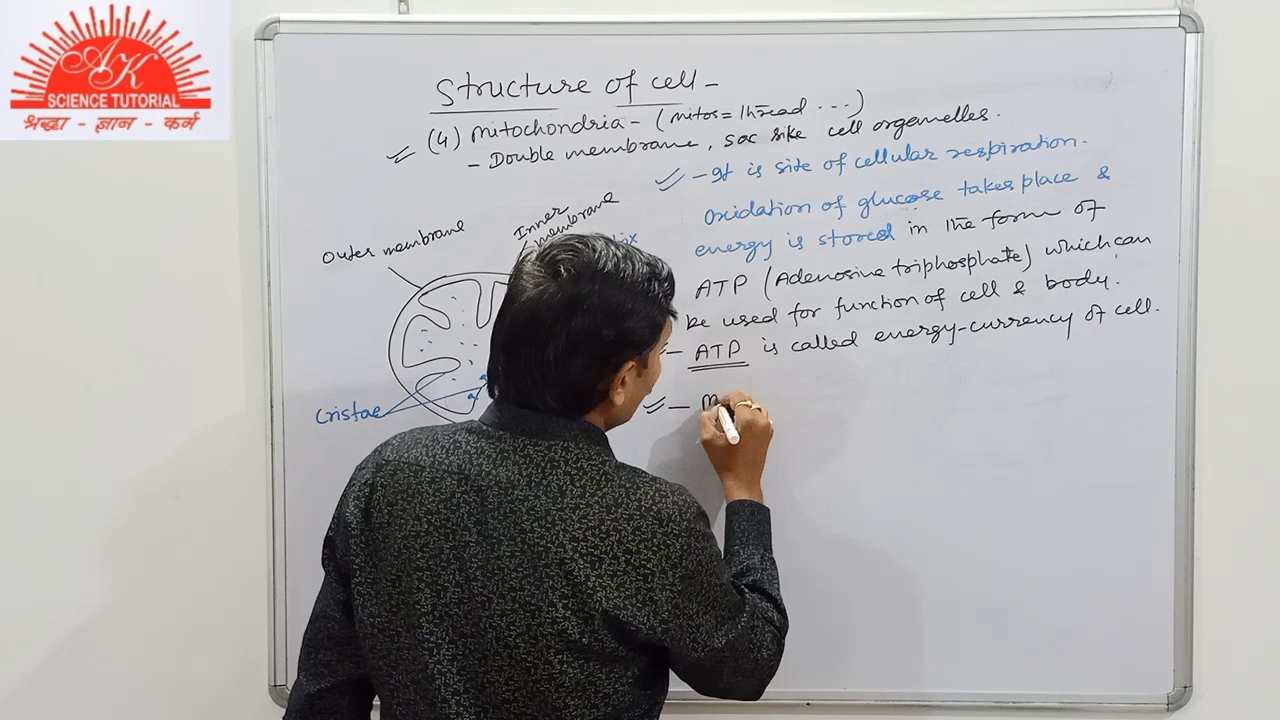 AK
SCIENCE TUTORIAL
श्रद्धा - ज्ञान - कर्म
Structure of cell -
(4) Mitochondria - (mitos = Thread ...)
- Double membrane, sac like cell organelles.
- It is site of cellular respiration.
Oxidation of glucose takes place &
energy is stored in the form of
ATP (Adenosine triphosphate) which can
be used for function of cell & body.
- ATP is called energy-currency of cell.
- M
Outer membrane
Inner
membrane
Cristae